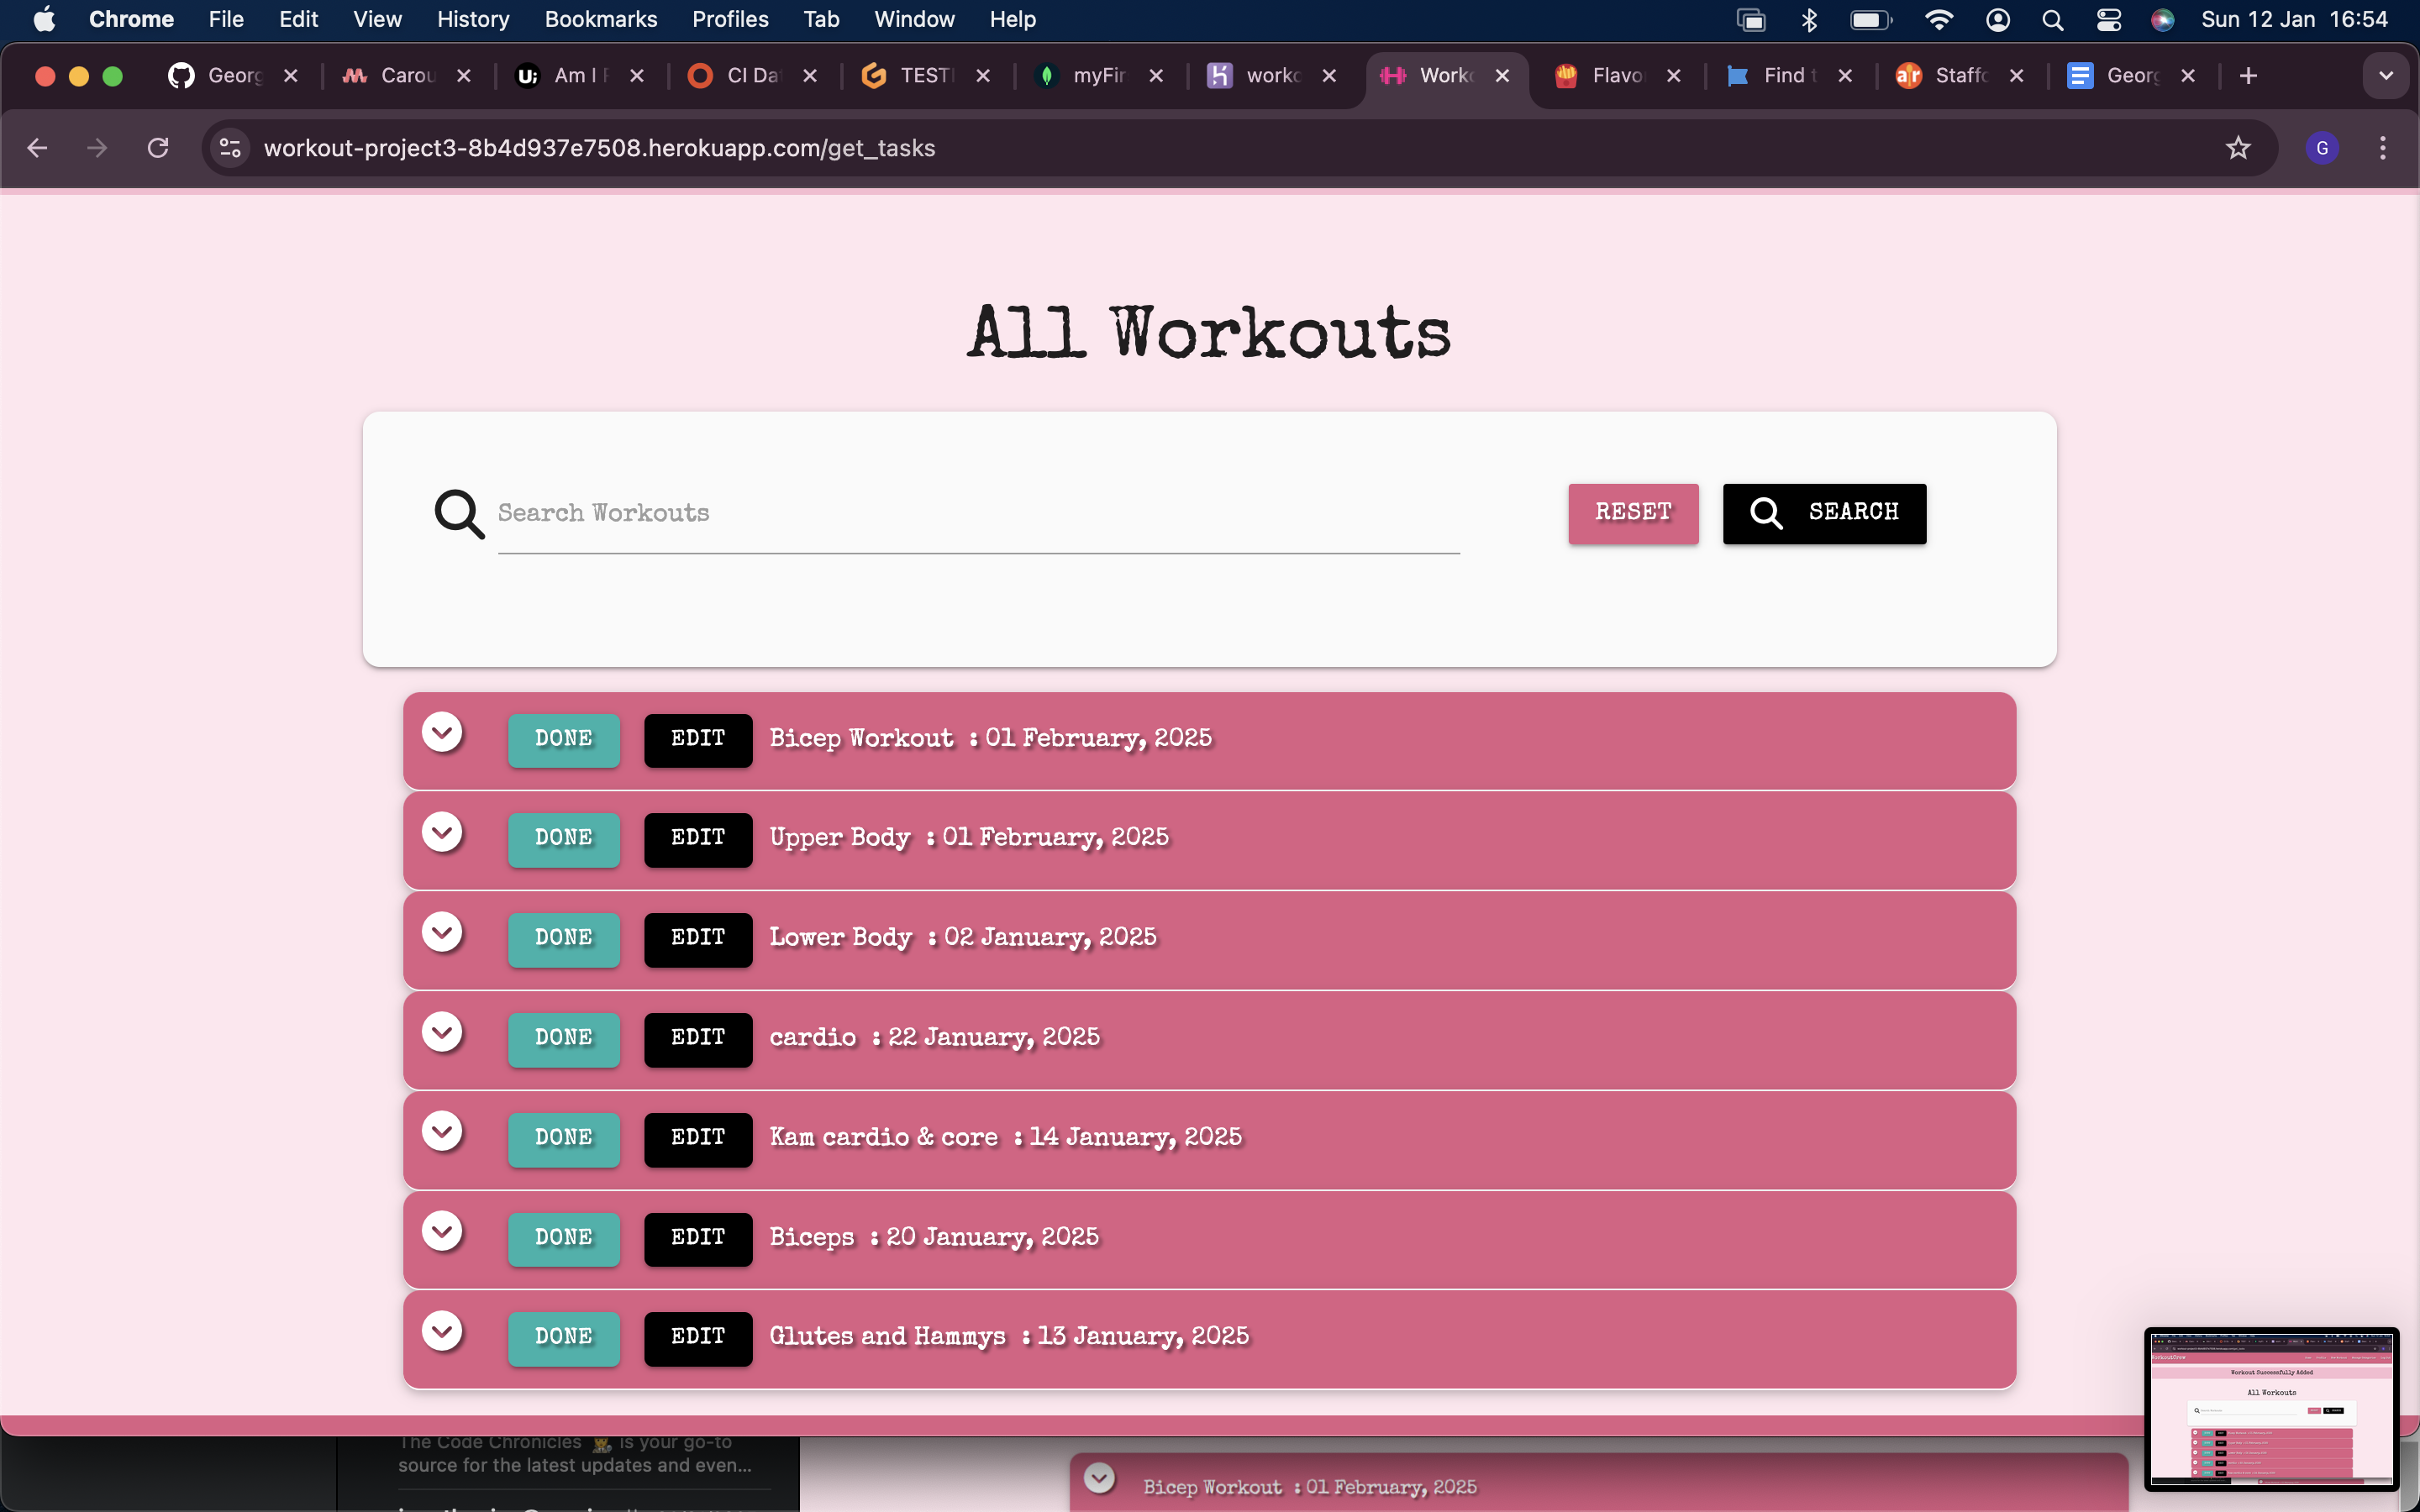 Chrome File Edit View History Bookmarks Profiles Tab Window Help Sun 12 Jan 16:54
Georg Carou Am I CI Da TEST myFir workc Workc Flavo Find Staffc Georg
workout-project3-8b4d937e7508.herokuapp.com/get_tasks G
All Workouts
Search Workouts RESET SEARCH
DONE EDIT Bicep Workout : 01 February, 2025
DONE EDIT Upper Body : 01 February, 2025
DONE EDIT Lower Body : 02 January, 2025
DONE EDIT cardio : 22 January, 2025
DONE EDIT Kam cardio & core : 14 January, 2025
DONE EDIT Biceps : 20 January, 2025
DONE EDIT Glutes and Hammys : 13 January, 2025
Workout Successfully Added
All Workouts
The Code Chronicles 🧑‍🍳 is your go-to
source for the latest updates and even...
Bicep Workout : 01 February, 2025